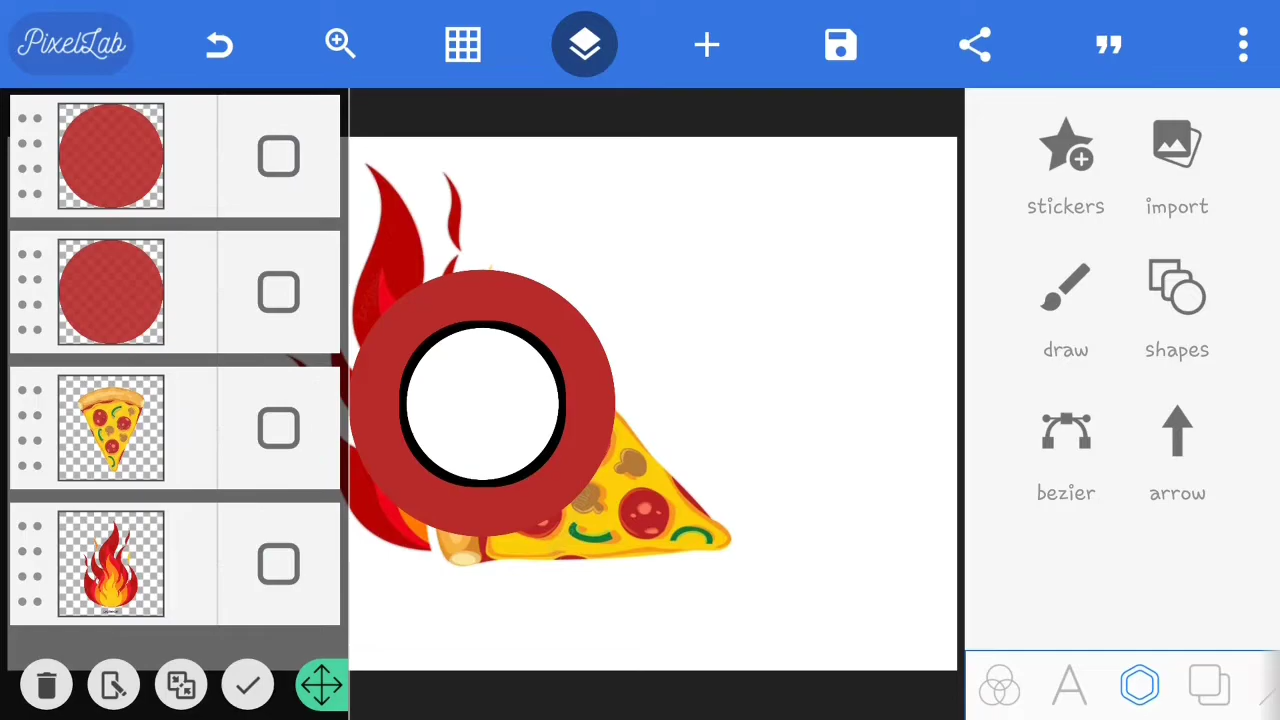 PixelLab
stickers
import
draw
shapes
bezier
arrow